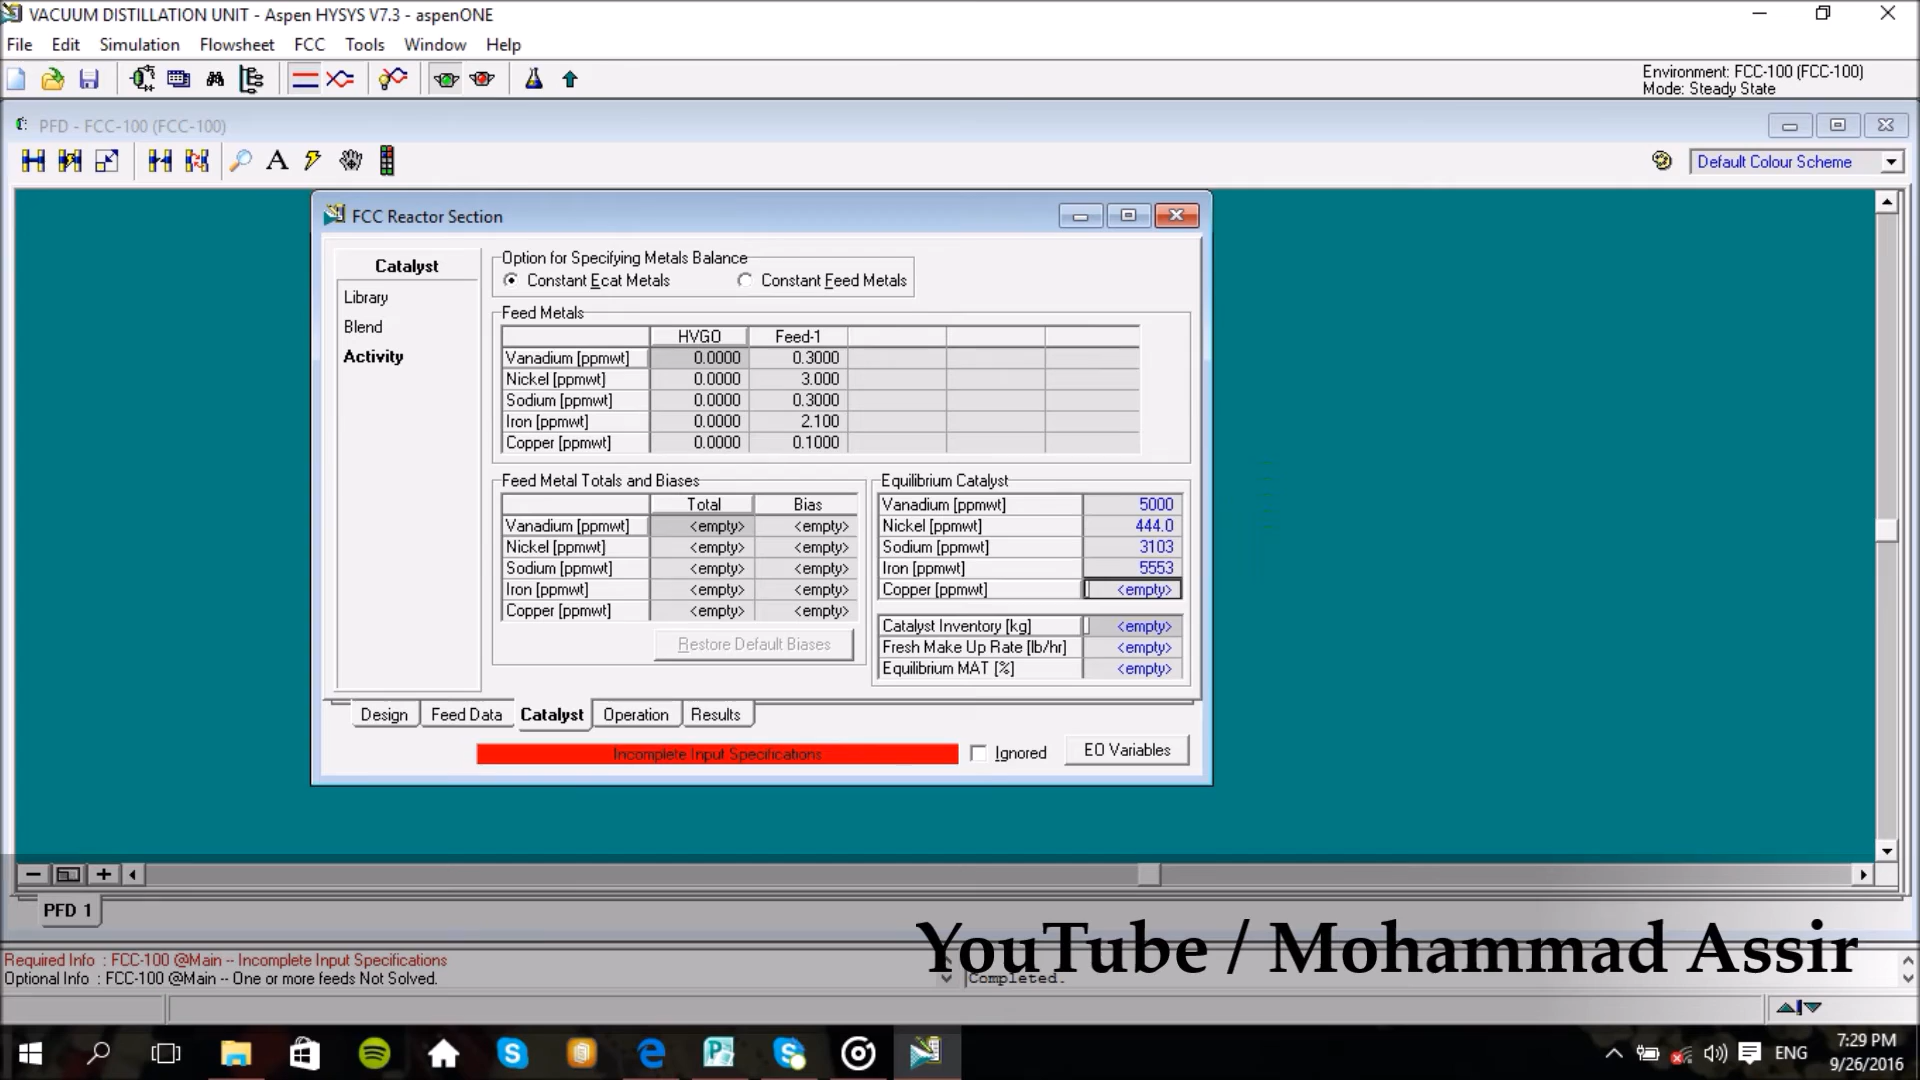 VACUUM DISTILLATION UNIT - Aspen HYSYS V7.3 - aspenONE
File Edit Simulation Flowsheet FCC Tools Window Help
Environment: FCC-100 (FCC-100)
Mode: Steady State
PFD - FCC-100 (FCC-100)
A Default Colour Scheme
FCC Reactor Section
Catalyst
Library
Blend
Activity
Option for Specifying Metals Balance
Constant Ecat Metals Constant Feed Metals
Feed Metals
HVGO Feed-1
Vanadium [ppmwt] 0.0000 0.3000
Nickel [ppmwt] 0.0000 3.000
Sodium [ppmwt] 0.0000 0.3000
Iron [ppmwt] 0.0000 2.100
Copper [ppmwt] 0.0000 0.1000
Feed Metal Totals and Biases
Total Bias
Vanadium [ppmwt] <empty> <empty>
Nickel [ppmwt] <empty> <empty>
Sodium [ppmwt] <empty> <empty>
Iron [ppmwt] <empty> <empty>
Copper [ppmwt] <empty> <empty>
Restore Default Biases
Equilibrium Catalyst
Vanadium [ppmwt] 5000
Nickel [ppmwt] 444.0
Sodium [ppmwt] 3103
Iron [ppmwt] 5553
Copper [ppmwt] <empty>
Catalyst Inventory [kg] <empty>
Fresh Make Up Rate [lb/hr] <empty>
Equilibrium MAT [%] <empty>
Design Feed Data Catalyst Operation Results
Incomplete Input Specifications Ignored EO Variables
PFD 1
Required Info : FCC-100 @Main -- Incomplete Input Specifications
Optional Info : FCC-100 @Main -- One or more feeds Not Solved.
Completed.
YouTube / Mohammad Assir
ENG
7:29 PM
9/26/2016